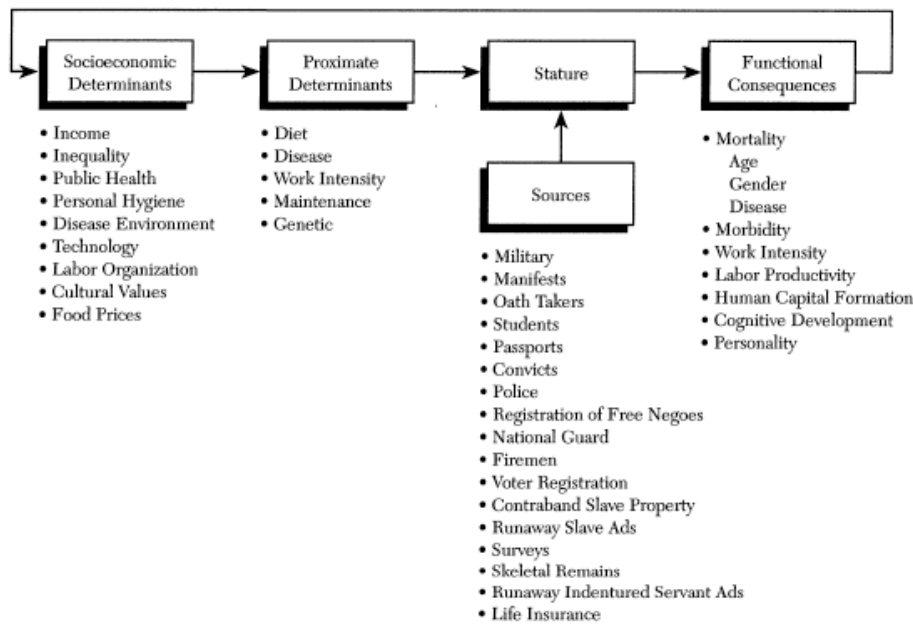 Socioeconomic
Determinants
• Income
• Inequality
• Public Health
• Personal Hygiene
• Disease Environment
• Technology
• Labor Organization
• Cultural Values
• Food Prices
Proximate
Determinants
• Diet
• Disease
• Work Intensity
• Maintenance
• Genetic
Stature
Sources
• Military
• Manifests
• Oath Takers
• Students
• Passports
• Convicts
• Police
• Registration of Free Negoes
• National Guard
• Firemen
• Voter Registration
• Contraband Slave Property
• Runaway Slave Ads
• Surveys
• Skeletal Remains
• Runaway Indentured Servant Ads
• Life Insurance
Functional
Consequences
• Mortality
Age
Gender
Disease
• Morbidity
• Work Intensity
• Labor Productivity
• Human Capital Formation
• Cognitive Development
• Personality